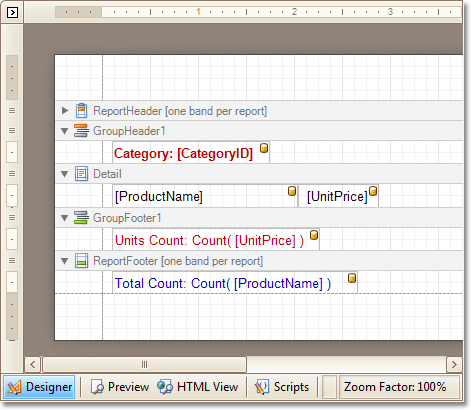 1 2 3
ReportHeader [one band per report]
GroupHeader1
Category: [CategoryID]
Detail
[ProductName] [UnitPrice]
GroupFooter1
Units Count: Count( [UnitPrice] )
ReportFooter [one band per report]
Total Count: Count( [ProductName] )
Designer Preview HTML View Scripts Zoom Factor: 100%